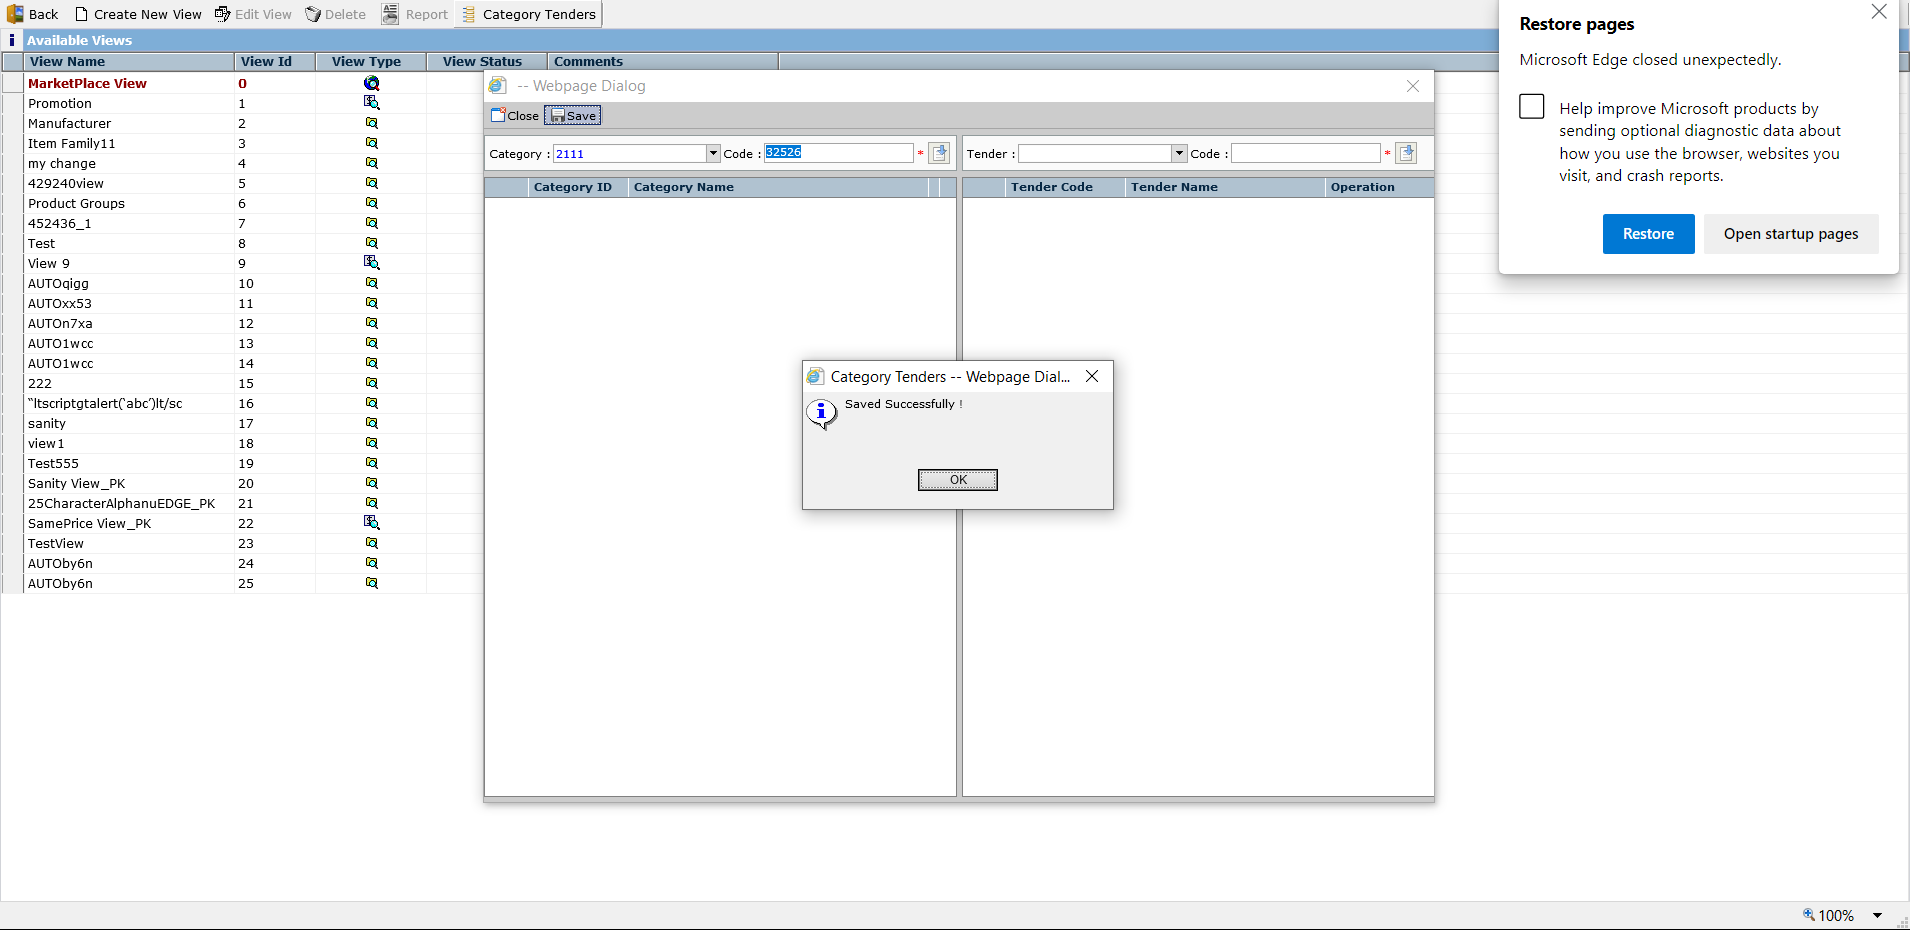 Back Create New View Edit View Delete Report Category Tenders
Available Views
View Name View Id View Type View Status Comments
MarketPlace View 0
Promotion 1
Manufacturer 2
Item Family11 3
my change 4
429240view 5
Product Groups 6
452436_1 7
Test 8
View 9 9
AUTOqigg 10
AUTOxx53 11
AUTOn7xa 12
AUTO1wcc 13
AUTO1wcc 14
222 15
“ltscriptgtalert(‘abc’)lt/sc 16
sanity 17
view1 18
Test555 19
Sanity View_PK 20
25CharacterAlphanuEDGE_PK 21
SamePrice View_PK 22
TestView 23
AUTOby6n 24
AUTOby6n 25
-- Webpage Dialog
Close Save
Category : 2111 Code : 32526 * Tender : Code : *
Category ID Category Name Tender Code Tender Name Operation
Category Tenders -- Webpage Dial...
Saved Successfully !
OK
Restore pages
Microsoft Edge closed unexpectedly.
Help improve Microsoft products by
sending optional diagnostic data about
how you use the browser, websites you
visit, and crash reports.
Restore Open startup pages
100%